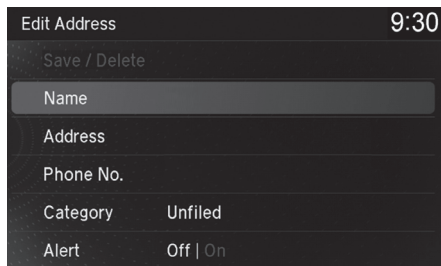 Edit Address 9:30
Save / Delete
Name
Address
Phone No.
Category Unfiled
Alert Off | On